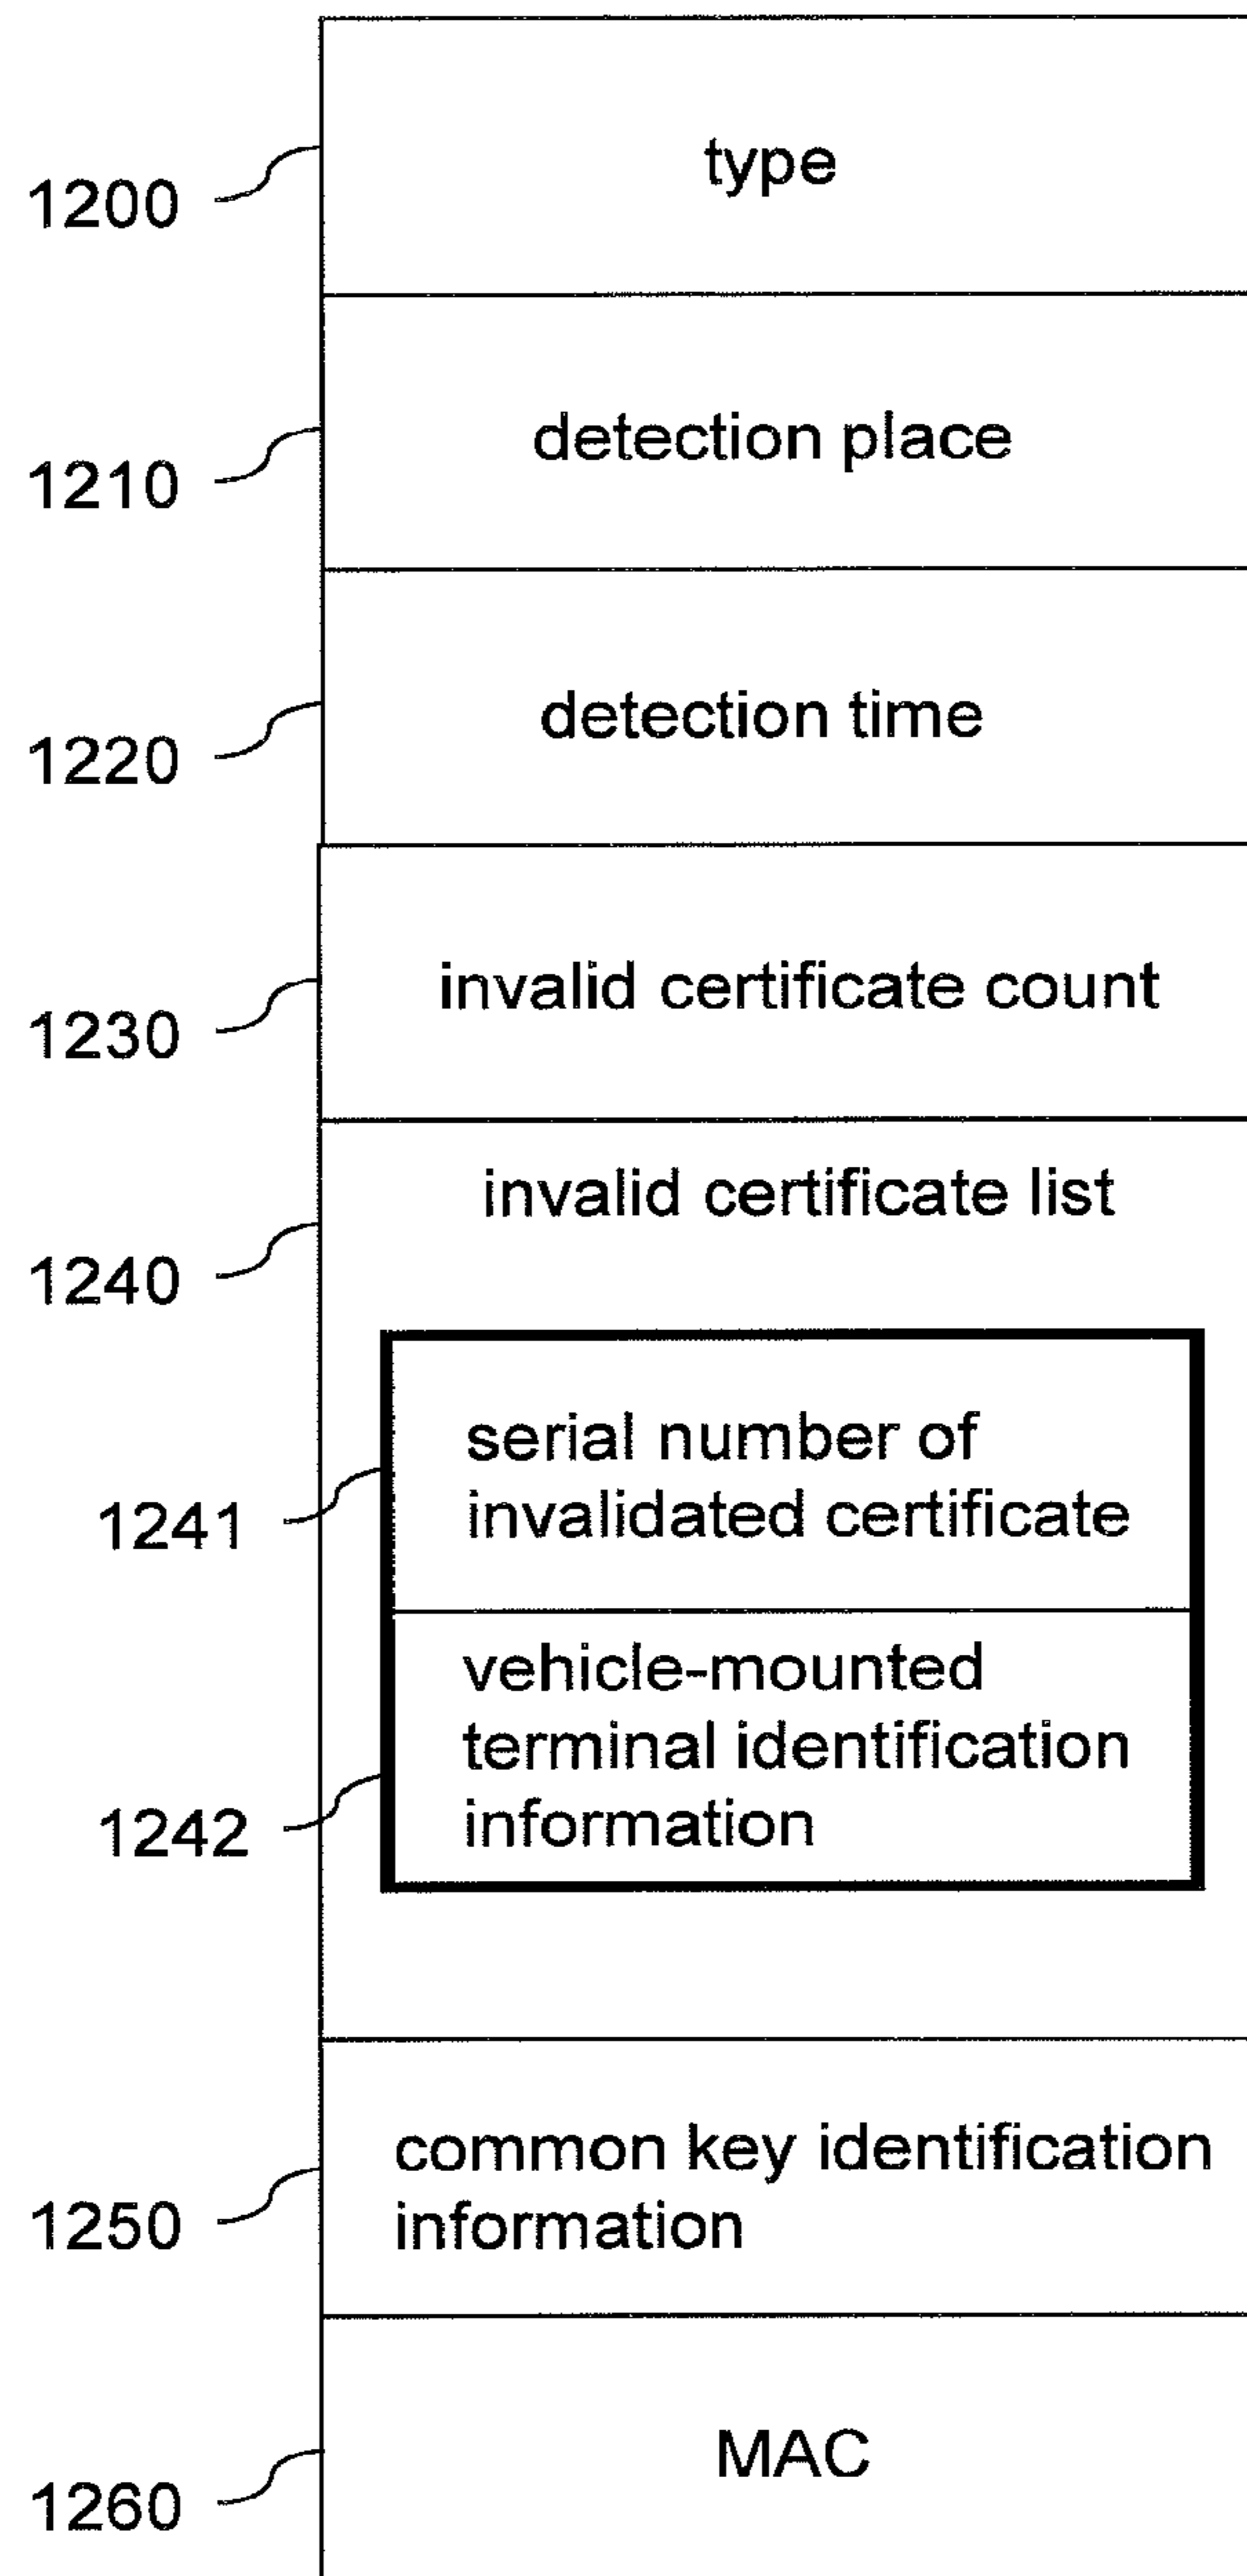 1200 type
1210 detection place
1220 detection time
1230 invalid certificate count
1240 invalid certificate list
1241 serial number of
invalidated certificate
1242 vehicle-mounted
terminal identification
information
1250 common key identification
information
1260 MAC